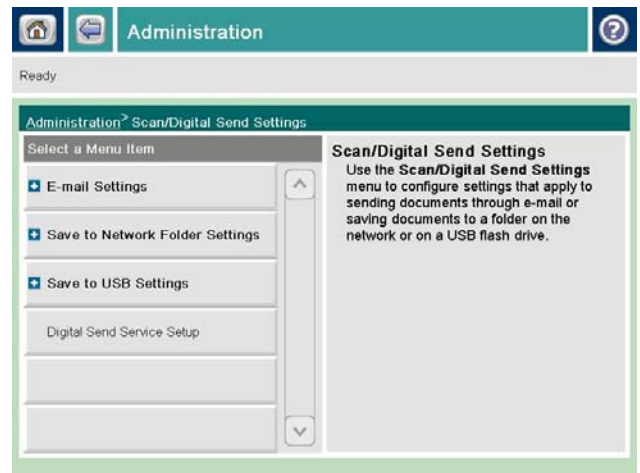 Administration
?
Ready
Administration> Scan/Digital Send Settings
Select a Menu Item
E-mail Settings
Save to Network Folder Settings
Save to USB Settings
Digital Send Service Setup
Scan/Digital Send Settings
Use the Scan/Digital Send Settings
menu to configure settings that apply to
sending documents through e-mail or
saving documents to a folder on the
network or on a USB flash drive.